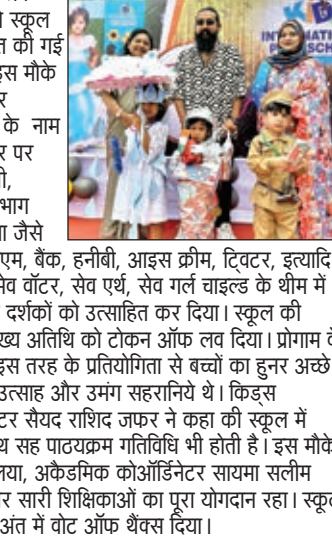 स्कूल
की गई
इस मौके
के नाम
पर
भाग
जैसे
INTERNATIONAL
एम, बैंक, हनीबी, आइस क्रीम, ट्विटर, इत्यादि
सेव वॉटर, सेव एर्थ, सेव गर्ल चाइल्ड के थीम में
दर्शकों को उत्साहित कर दिया। स्कूल की
अतिथि को टोकन ऑफ लव दिया। प्रोगाम
इस तरह के प्रतियोगिता से बच्चों का हुनर अच्छे
उत्साह और उमंग सहरानिये थे। किड्स
सैयद राशिद जफर ने कहा की स्कूल में
सह पाठयक्रम गतिविधि भी होती है। इस मौके
अकैडमिक कोऑर्डिनेटर सायमा सलीम
सारी शिक्षिकाओं का पूरा योगदान रहा।
अंत में वोट ऑफ थैंक्स दिया।